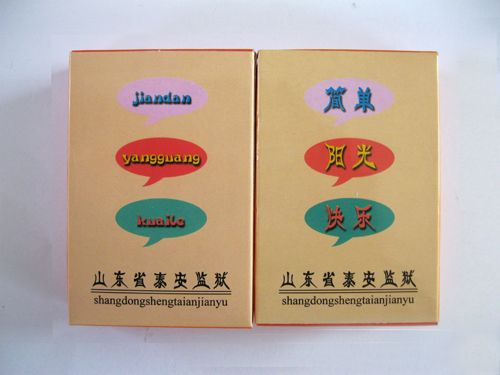 jiandan
yangguang
kuaile
山东省泰安监狱
shangdongshengtaianjianyu
简单
阳光
快乐
山东省泰安监狱
shangdongshengtaianjianyu